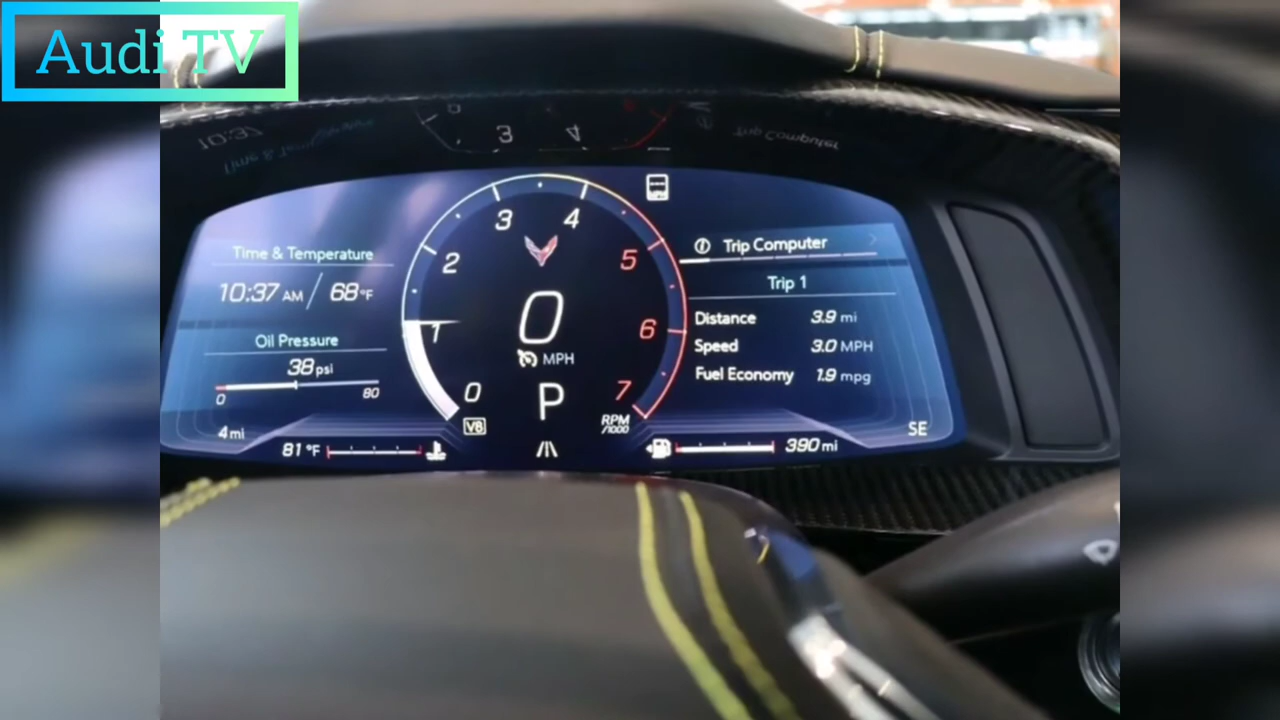 Audi TV
Time & Temperature
10:37 AM / 68 °F
Oil Pressure
38 psi
0 80
4 mi
81 °F
0 1 2 3 4 5 6 7
0
MPH
P
V8
RPM
/1000
Trip Computer
Trip 1
Distance 3.9 mi
Speed 3.0 MPH
Fuel Economy 1.9 mpg
SE
390 mi